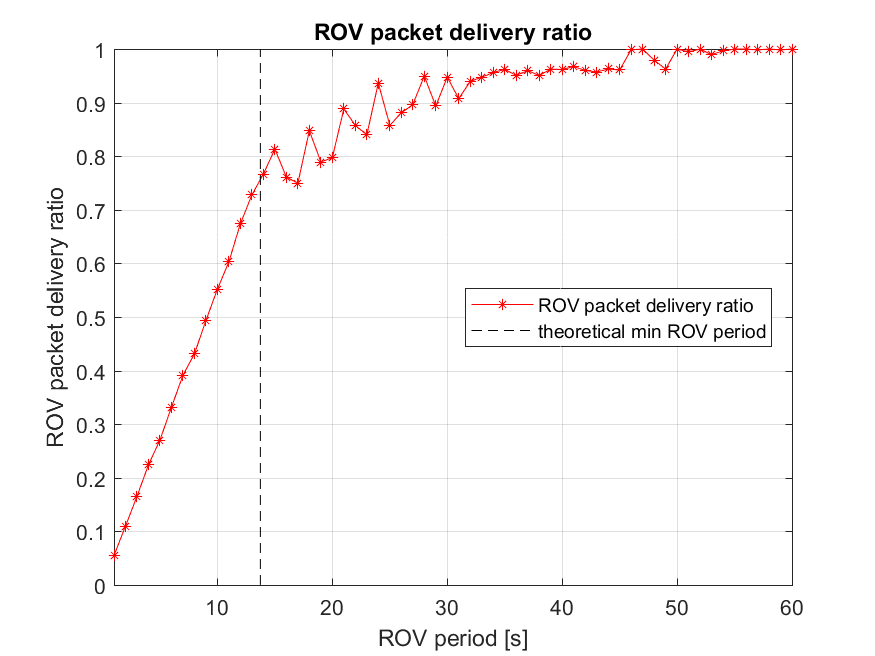 ROV packet delivery ratio
1
0.9
0.8
0.7
0.6
0.5
0.4
0.3
0.2
0.1
0
ROV packet delivery ratio
ROV packet delivery ratio
theoretical min ROV period
10 20 30 40 50 60
ROV period [s]